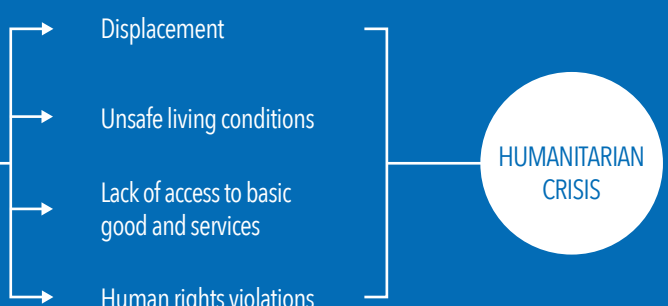 Displacement
Unsafe living conditions
Lack of access to basic
good and services
Human rights violations
HUMANITARIAN
CRISIS